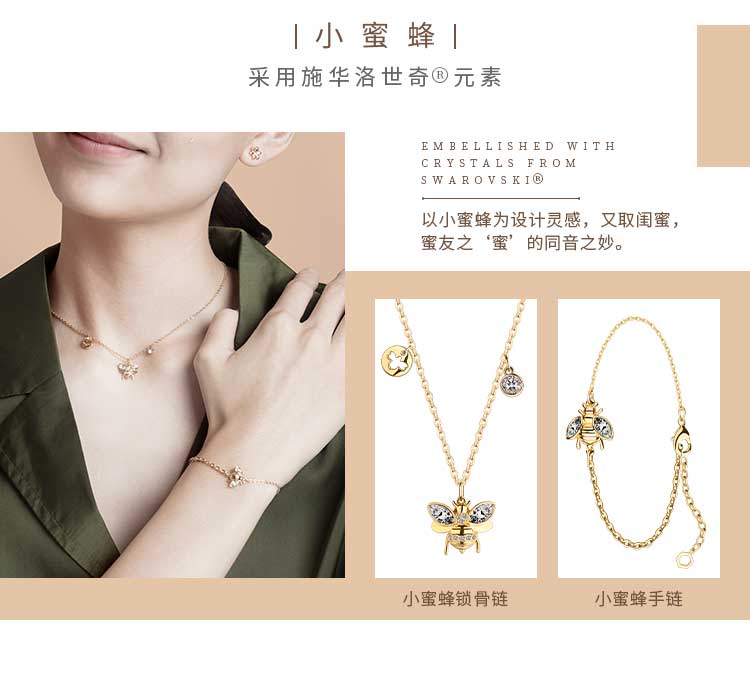 小蜜蜂
采用施华洛世奇®元素
EMBELLISHED WITH
CRYSTALS FROM
SWAROVSKI®
以小蜜蜂为设计灵感，又取闺蜜，
蜜友之‘蜜’的同音之妙。
小蜜蜂锁骨链
小蜜蜂手链